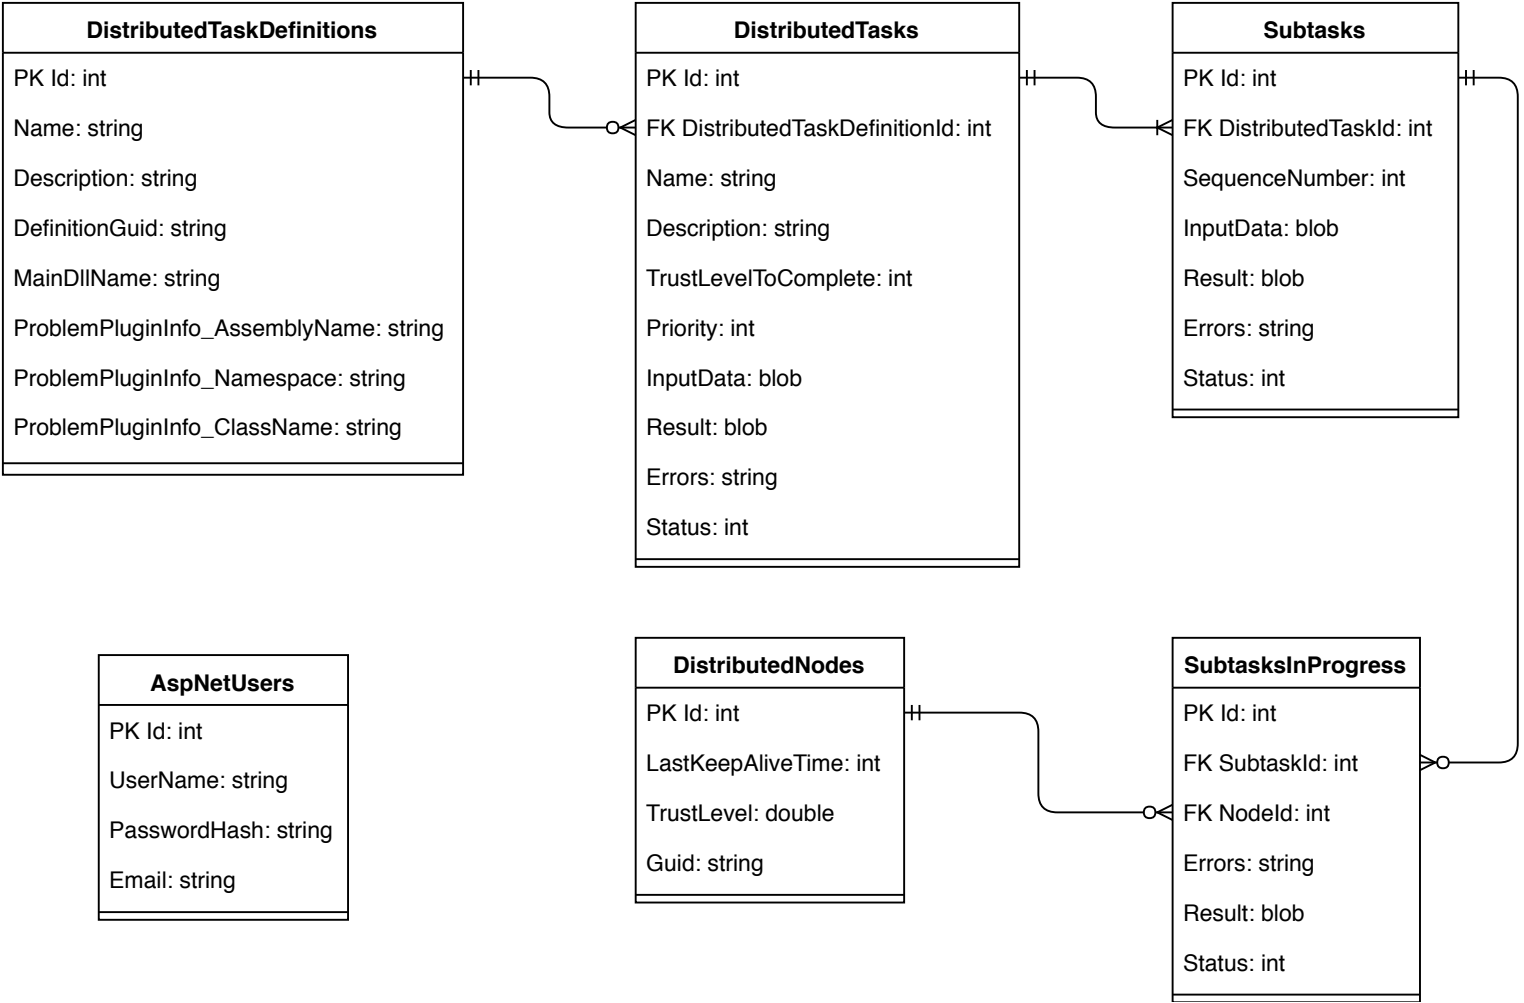 DistributedTaskDefinitions
PK Id: int
Name: string
Description: string
DefinitionGuid: string
MainDllName: string
ProblemPluginInfo_AssemblyName: string
ProblemPluginInfo_Namespace: string
ProblemPluginInfo_ClassName: string
DistributedTasks
PK Id: int
FK DistributedTaskDefinitionId: int
Name: string
Description: string
TrustLevelToComplete: int
Priority: int
InputData: blob
Result: blob
Errors: string
Status: int
Subtasks
PK Id: int
FK DistributedTaskId: int
SequenceNumber: int
InputData: blob
Result: blob
Errors: string
Status: int
AspNetUsers
PK Id: int
UserName: string
PasswordHash: string
Email: string
DistributedNodes
PK Id: int
LastKeepAliveTime: int
TrustLevel: double
Guid: string
SubtasksInProgress
PK Id: int
FK SubtaskId: int
FK NodeId: int
Errors: string
Result: blob
Status: int